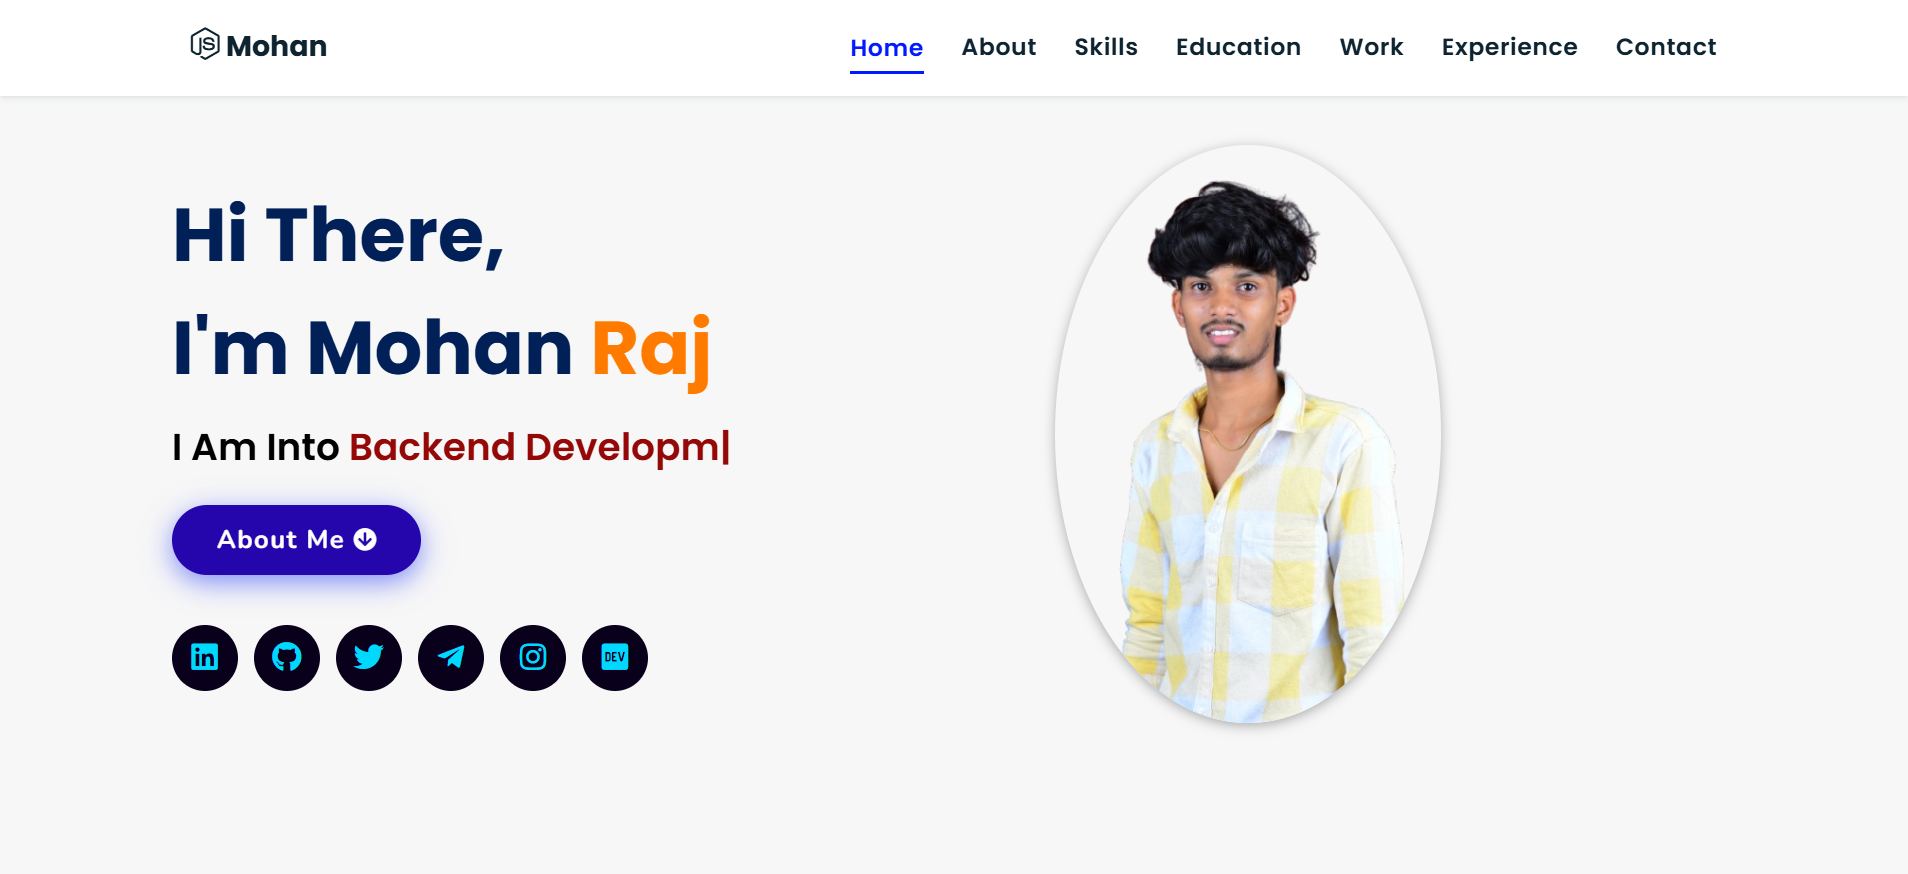 Mohan
Home About Skills Education Work Experience Contact
Hi There,
I'm Mohan Raj
I Am Into Backend Developm|
About Me
in
DEV